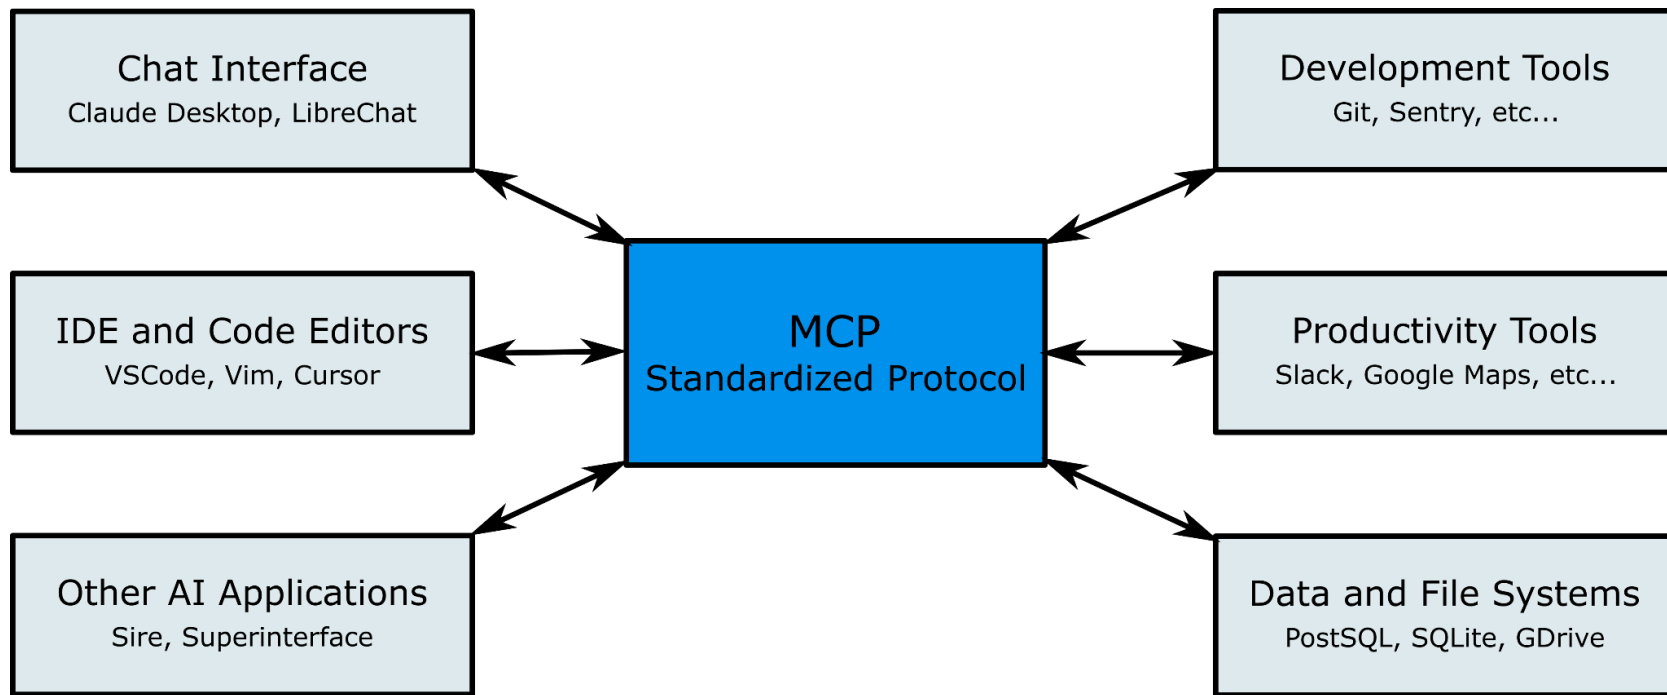 Chat Interface
Claude Desktop, LibreChat
Development Tools
Git, Sentry, etc...
IDE and Code Editors
VSCode, Vim, Cursor
MCP
Standardized Protocol
Productivity Tools
Slack, Google Maps, etc...
Other AI Applications
Sire, Superinterface
Data and File Systems
PostSQL, SQLite, GDrive